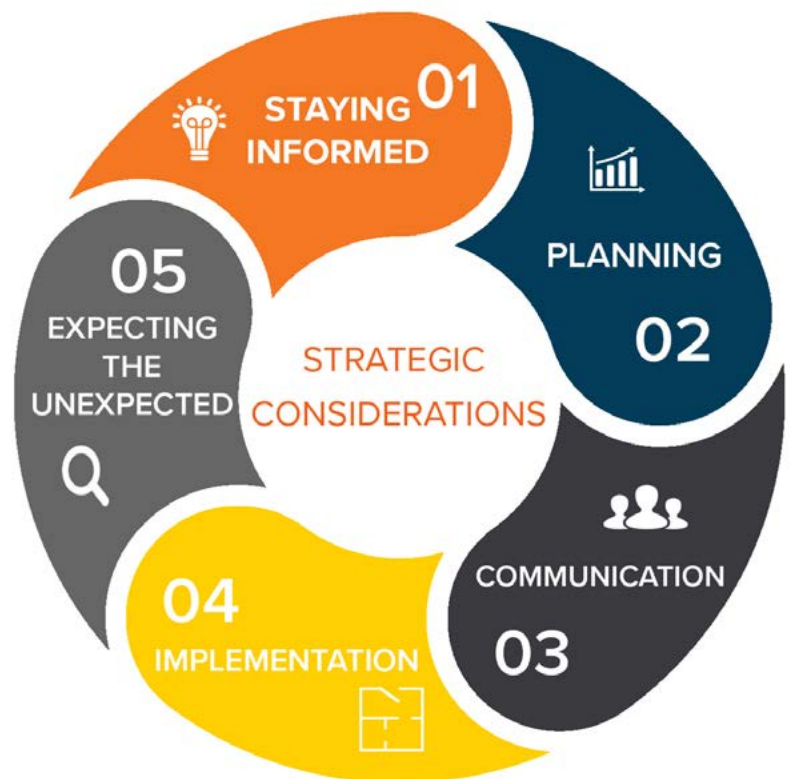 01
STAYING
INFORMED
PLANNING
02
COMMUNICATION
03
04
IMPLEMENTATION
05
EXPECTING
THE
UNEXPECTED
STRATEGIC
CONSIDERATIONS